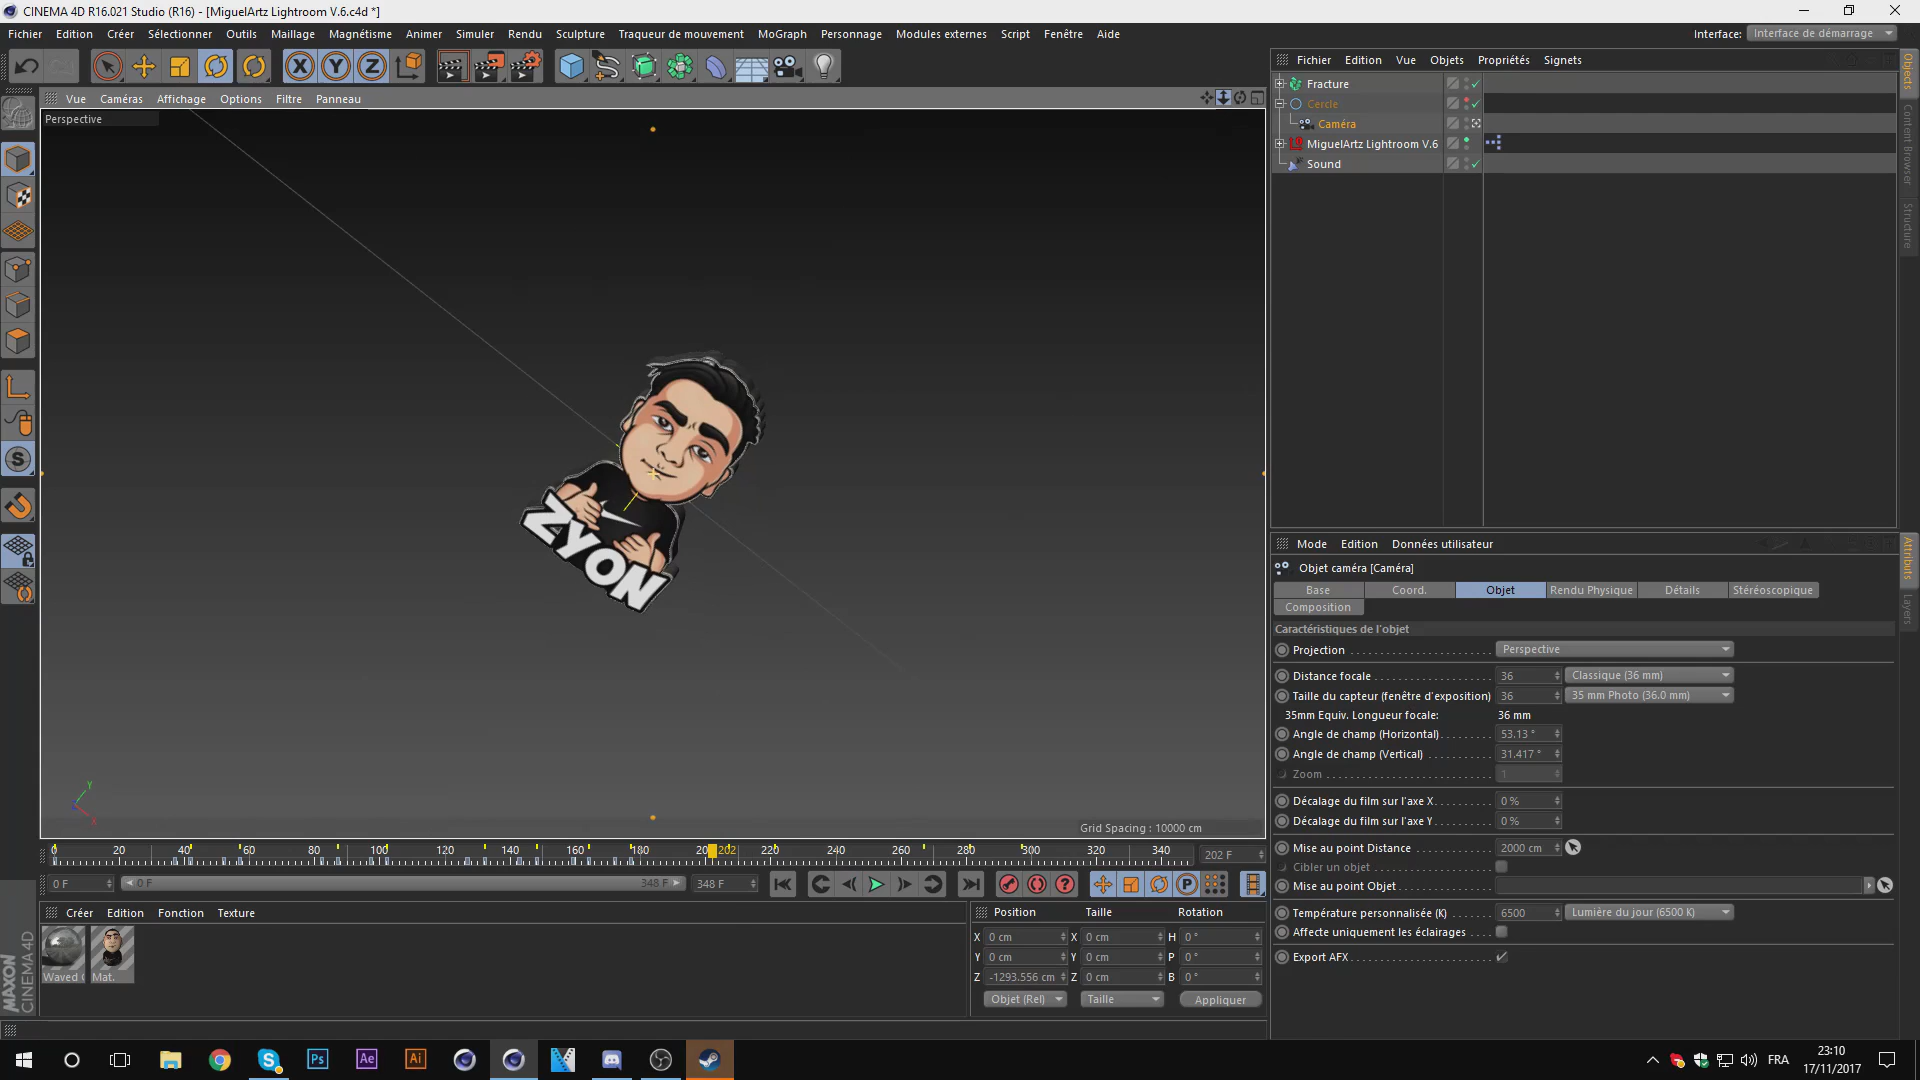 CINEMA 4D R16.021 Studio (R16) - [MiguelArtz Lightroom V.6.c4d *]
Fichier Edition Créer Sélectionner Outils Maillage Magnétisme Animer Simuler Rendu Sculpture Traqueur de mouvement MoGraph Personnage Modules externes Script Fenêtre Aide Interface: Interface de démarrage
X Y Z
Fichier Edition Vue Objets Propriétés Signets
Objects
Content Browser
Structure
Fracture
Cercle
Caméra
MiguelArtz Lightroom V.6
Sound
Vue Caméras Affichage Options Filtre Panneau
Perspective
ZYON
Y
X
Grid Spacing : 10000 cm
S
Mode Edition Données utilisateur
Attributs
Layers
Objet caméra [Caméra]
Base Coord. Objet Rendu Physique Détails Stéréoscopique
Composition
Caractéristiques de l'objet
Projection Perspective
Distance focale 36 Classique (36 mm)
Taille du capteur (fenêtre d'exposition) 36 35 mm Photo (36.0 mm)
35mm Equiv. Longueur focale: 36 mm
Angle de champ (Horizontal) 53.13 °
Angle de champ (Vertical) 31.417 °
Zoom 1
Décalage du film sur l'axe X 0 %
Décalage du film sur l'axe Y 0 %
Mise au point Distance 2000 cm
Cibler un objet
Mise au point Objet
Température personnalisée (K) 6500 Lumière du jour (6500 K)
Affecte uniquement les éclairages
Export AFX
0 20 40 60 80 100 120 140 160 180 202 220 240 260 280 300 320 340 202 F
0 F 0 F 348 F 348 F P
Créer Edition Fonction Texture
Waved Mat.
Position Taille Rotation
X 0 cm X 0 cm H 0 °
Y 0 cm Y 0 cm P 0 °
Z -1293.556 cm Z 0 cm B 0 °
Objet (Rel) Taille Appliquer
MAXON
CINEMA 4D
Ps Ae Ai
FRA
23:10
17/11/2017